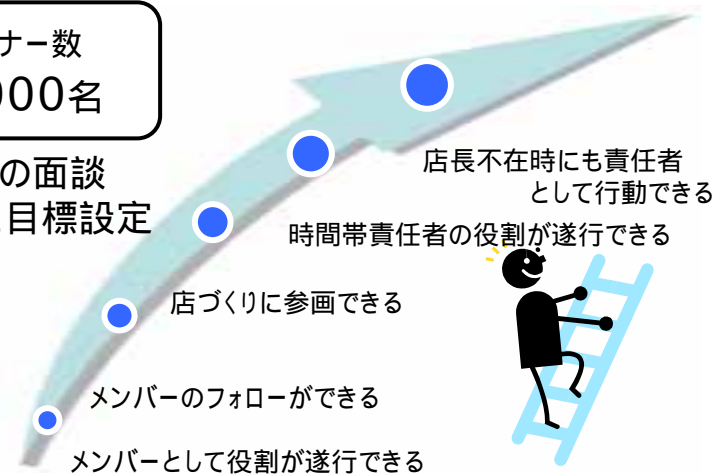 ナー数
000名
の面談
目標設定
店長不在時にも責任者
として行動できる
時間帯責任者の役割が遂行できる
店づくりに参画できる
メンバーのフォローができる
メンバーとして役割が遂行できる